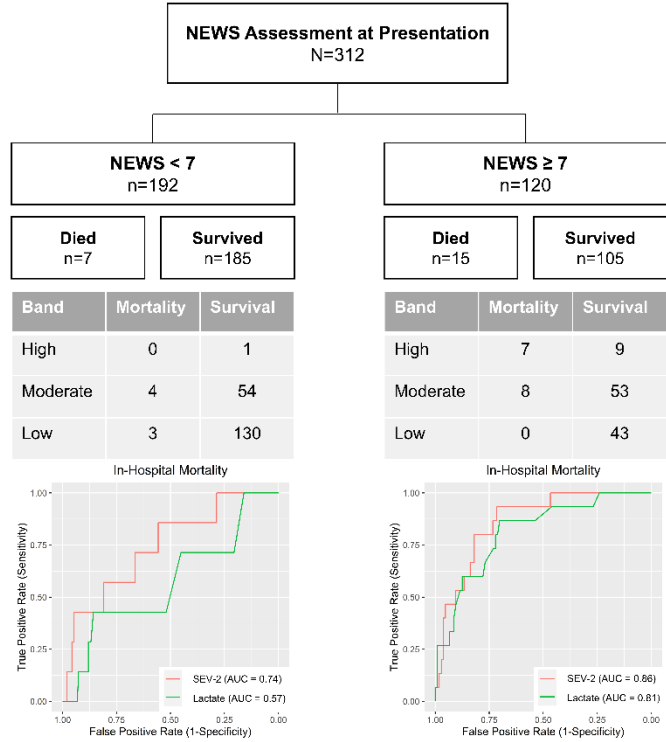 NEWS Assessment at Presentation
N=312
NEWS < 7
n=192
NEWS ≥ 7
n=120
Died
n=7
Survived
n=185
Died
n=15
Survived
n=105
Band Mortality Survival
High 0 1
Moderate 4 54
Low 3 130
Band Mortality Survival
High 7 9
Moderate 8 53
Low 0 43
In-Hospital Mortality
True Positive Rate (Sensitivity)
1.00
0.75
0.50
0.25
0.00
SEV-2 (AUC = 0.74)
Lactate (AUC = 0.57)
1.00 0.75 0.50 0.25 0.00
False Positive Rate (1-Specificity)
In-Hospital Mortality
True Positive Rate (Sensitivity)
1.00
0.75
0.50
0.25
0.00
SEV-2 (AUC = 0.86)
Lactate (AUC = 0.81)
1.00 0.75 0.50 0.25 0.00
False Positive Rate (1-Specificity)